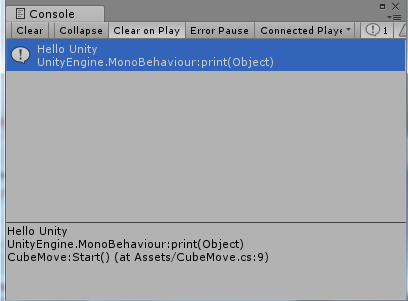 Console
Clear Collapse Clear on Play Error Pause Connected Playe 1
Hello Unity
UnityEngine.MonoBehaviour:print(Object)
Hello Unity
UnityEngine.MonoBehaviour:print(Object)
CubeMove:Start() (at Assets/CubeMove.cs:9)